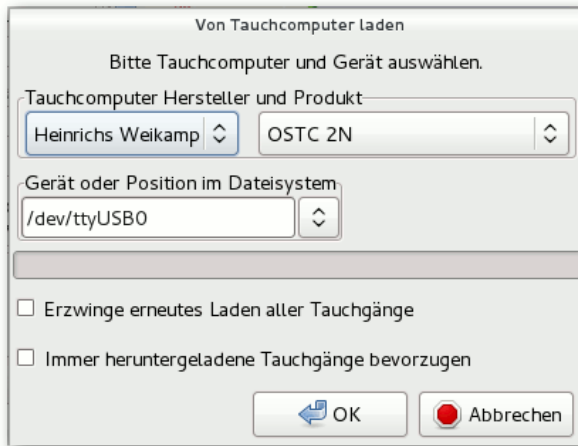 Von Tauchcomputer laden
Bitte Tauchcomputer und Gerät auswählen.
Tauchcomputer Hersteller und Produkt
Heinrichs Weikamp OSTC 2N
Gerät oder Position im Dateisystem
/dev/ttyUSB0
Erzwinge erneutes Laden aller Tauchgänge
Immer heruntergeladene Tauchgänge bevorzugen
OK Abbrechen